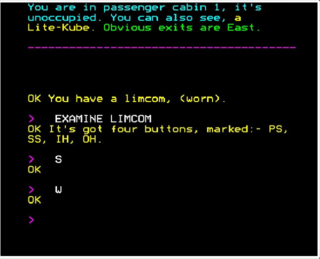 You are in passenger cabin 1, it's
unoccupied. You can also see, a
Lite-Kube. Obvious exits are East.
OK You have a limcom, (worn).
> EXAMINE LIMCOM
OK It's got four buttons, marked:- PS,
SS, IH, OH.
> S
OK
> W
OK
>